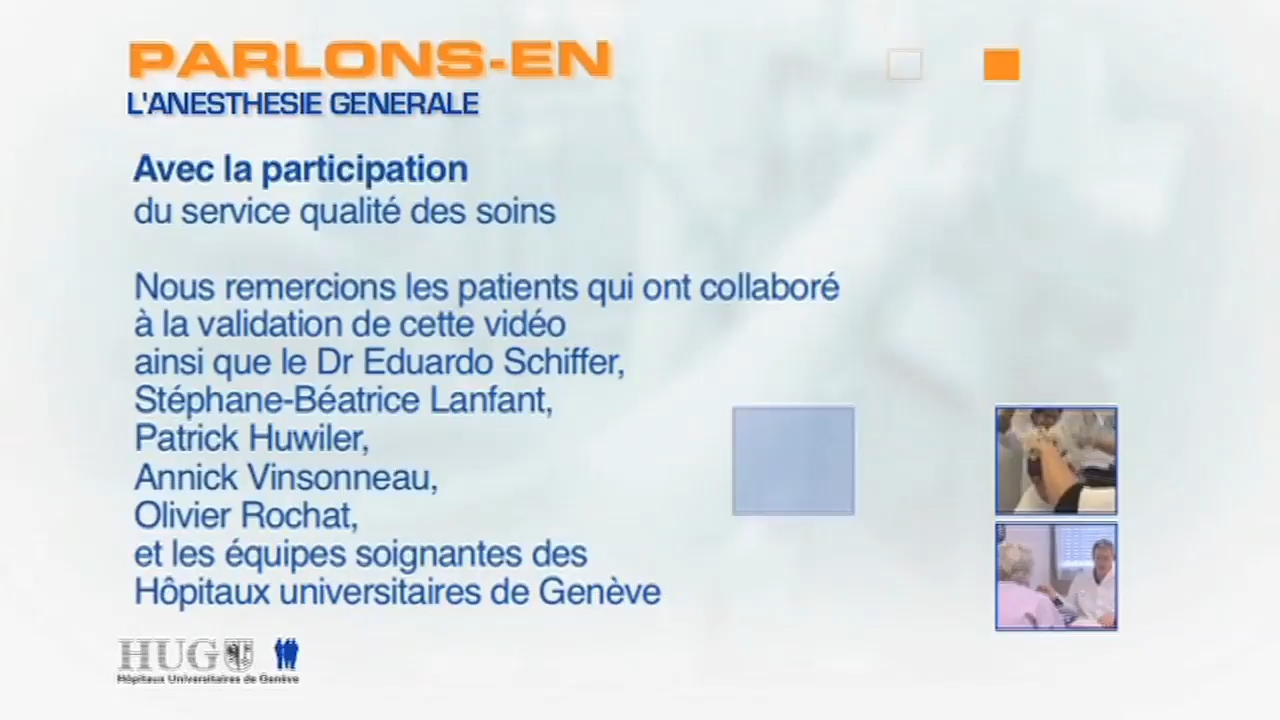 PARLONS-EN
L'ANESTHESIE GENERALE
Avec la participation
du service qualité des soins
Nous remercions les patients qui ont collaboré
à la validation de cette vidéo
ainsi que le Dr Eduardo Schiffer,
Stéphane-Béatrice Lanfant,
Patrick Huwiler,
Annick Vinsonneau,
Olivier Rochat,
et les équipes soignantes des
Hôpitaux universitaires de Genève
HUG
Hôpitaux Universitaires de Genève